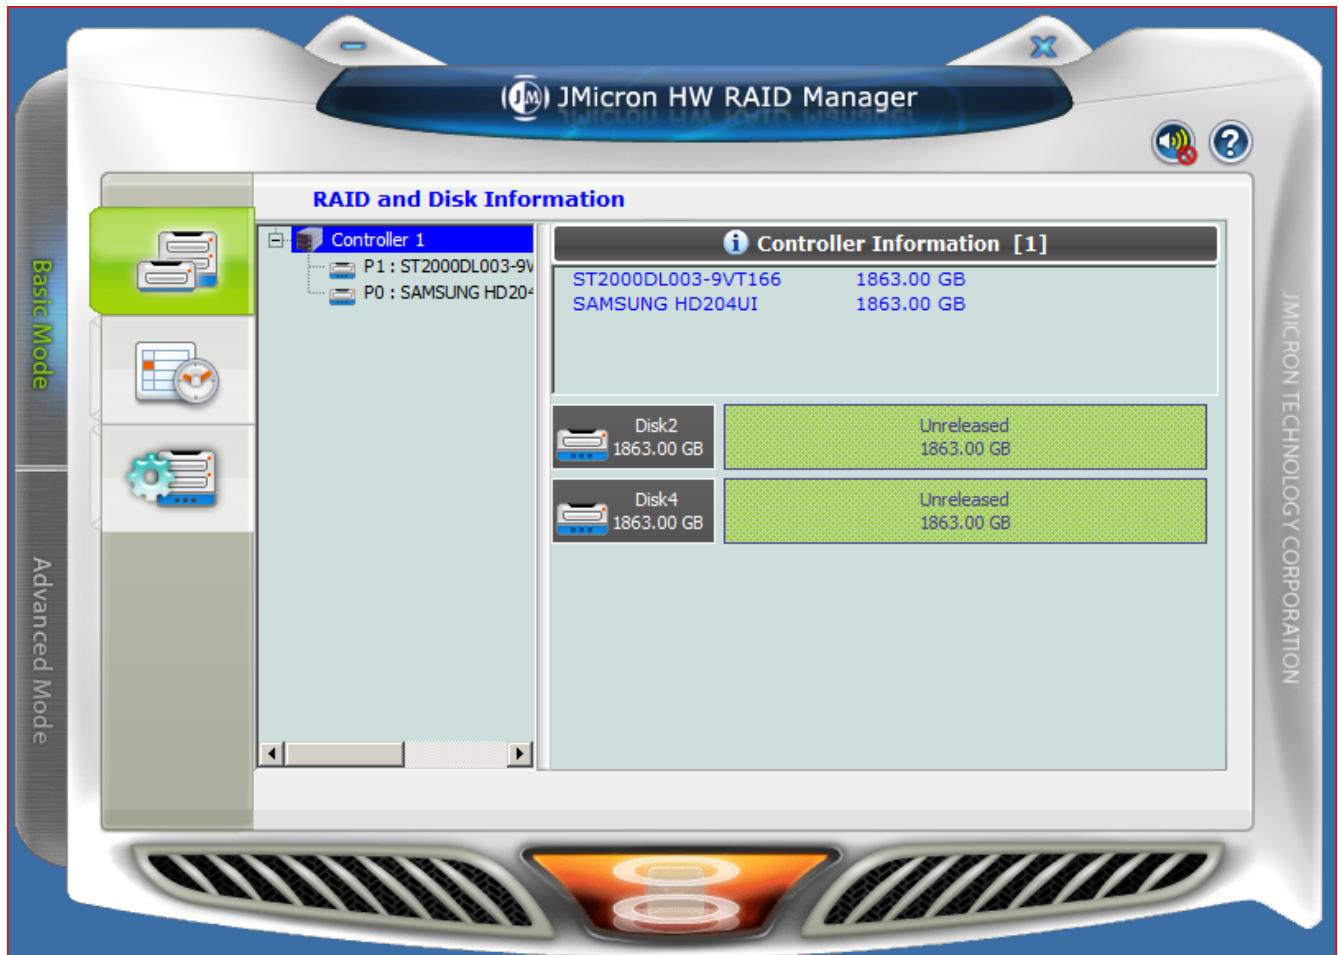 JM JMicron HW RAID Manager
RAID and Disk Information
Basic Mode
Advanced Mode
Controller 1
P1 : ST2000DL003-9V
P0 : SAMSUNG HD204
Controller Information [1]
ST2000DL003-9VT166 1863.00 GB
SAMSUNG HD204UI 1863.00 GB
Disk2
1863.00 GB
Unreleased
1863.00 GB
Disk4
1863.00 GB
Unreleased
1863.00 GB
JMICRON TECHNOLOGY CORPORATION